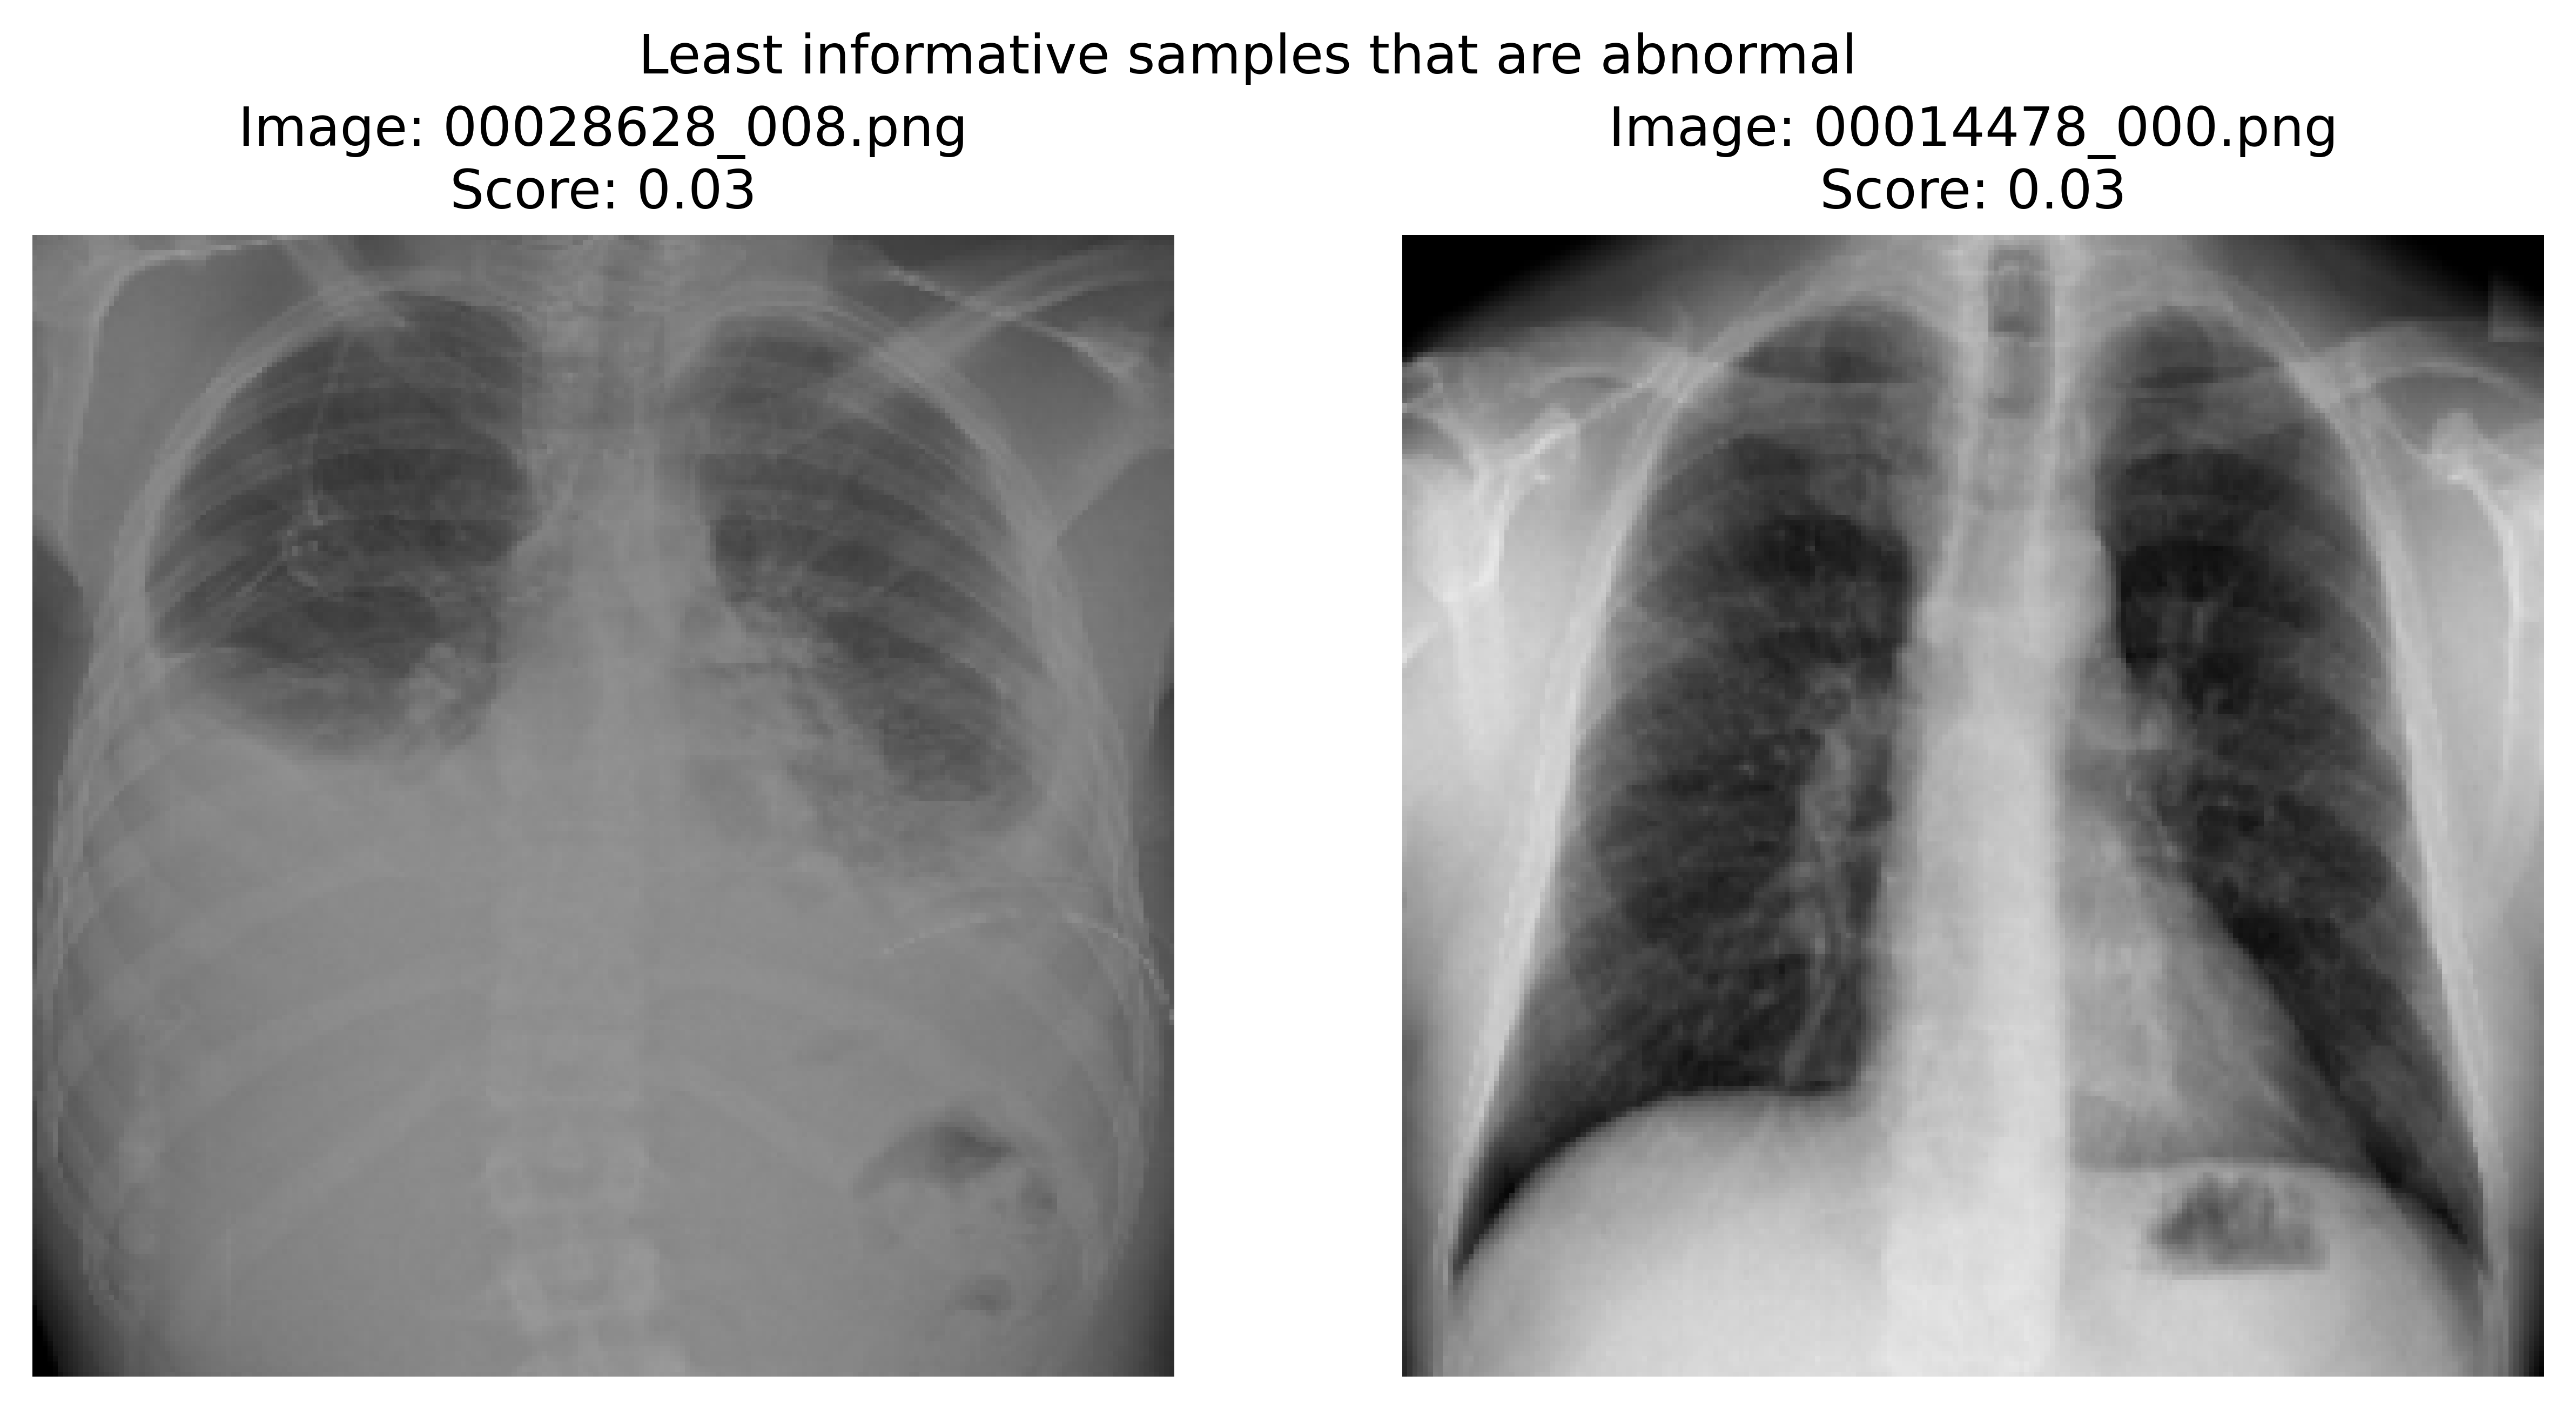 Least informative samples that are abnormal
Image: 00028628_008.png
Score: 0.03
Image: 00014478_000.png
Score: 0.03